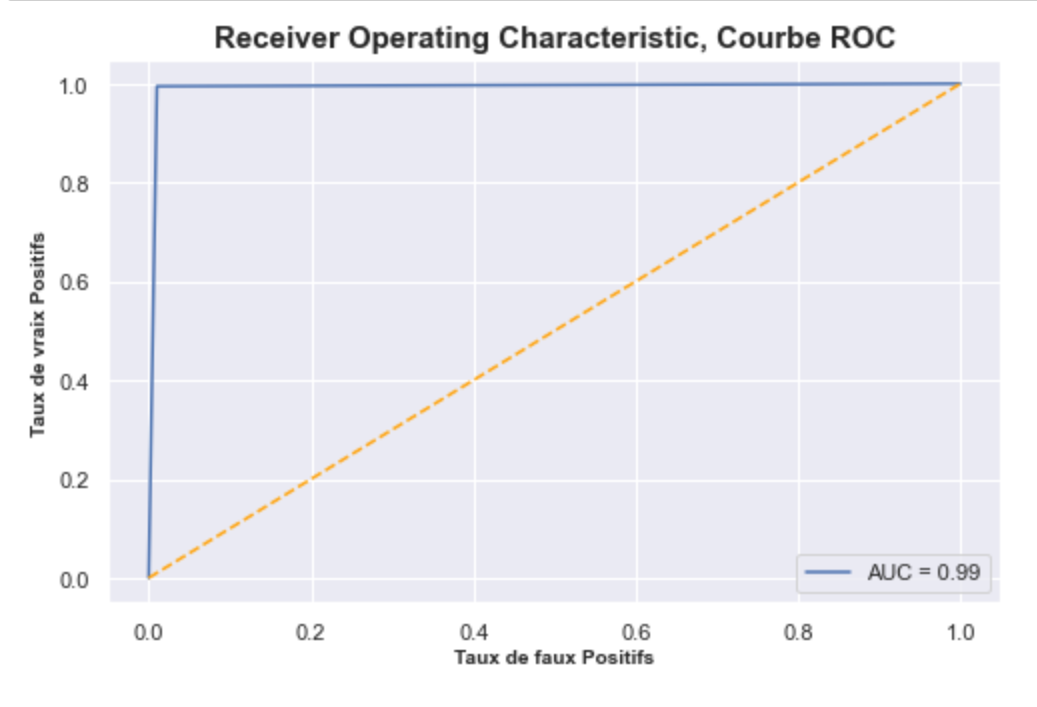 Receiver Operating Characteristic, Courbe ROC
1.0
0.8
0.6
0.4
0.2
0.0
Taux de vraix Positifs
AUC = 0.99
0.0 0.2 0.4 0.6 0.8 1.0
Taux de faux Positifs